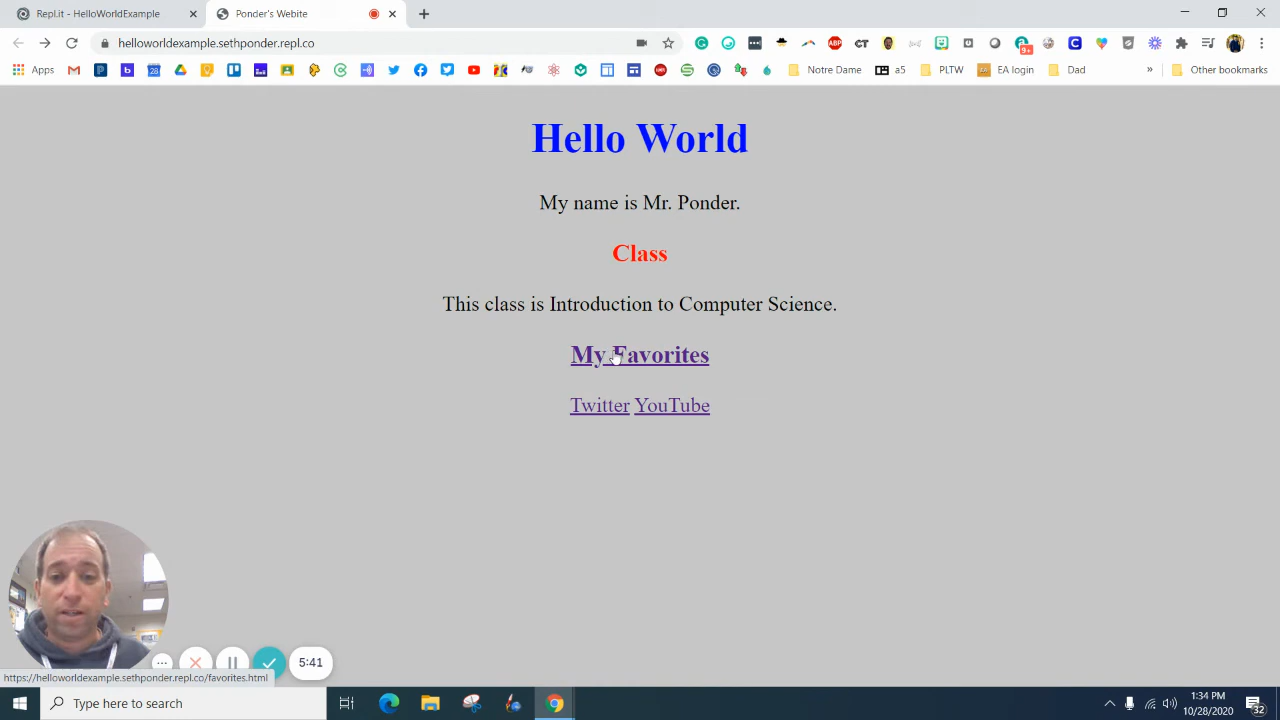 Repl.it - HelloWorldExample
Ponder's Webite
helloworldexample.sethponder.repl.co
Apps
Notre Dame
a5
PLTW
EA login
Dad
»
Other bookmarks
Hello World
My name is Mr. Ponder.
Class
This class is Introduction to Computer Science.
My Favorites
Twitter YouTube
5:41
https://helloworldexample.sethponder.repl.co/favorites.html
Type here to search
1:34 PM
10/28/2020
32